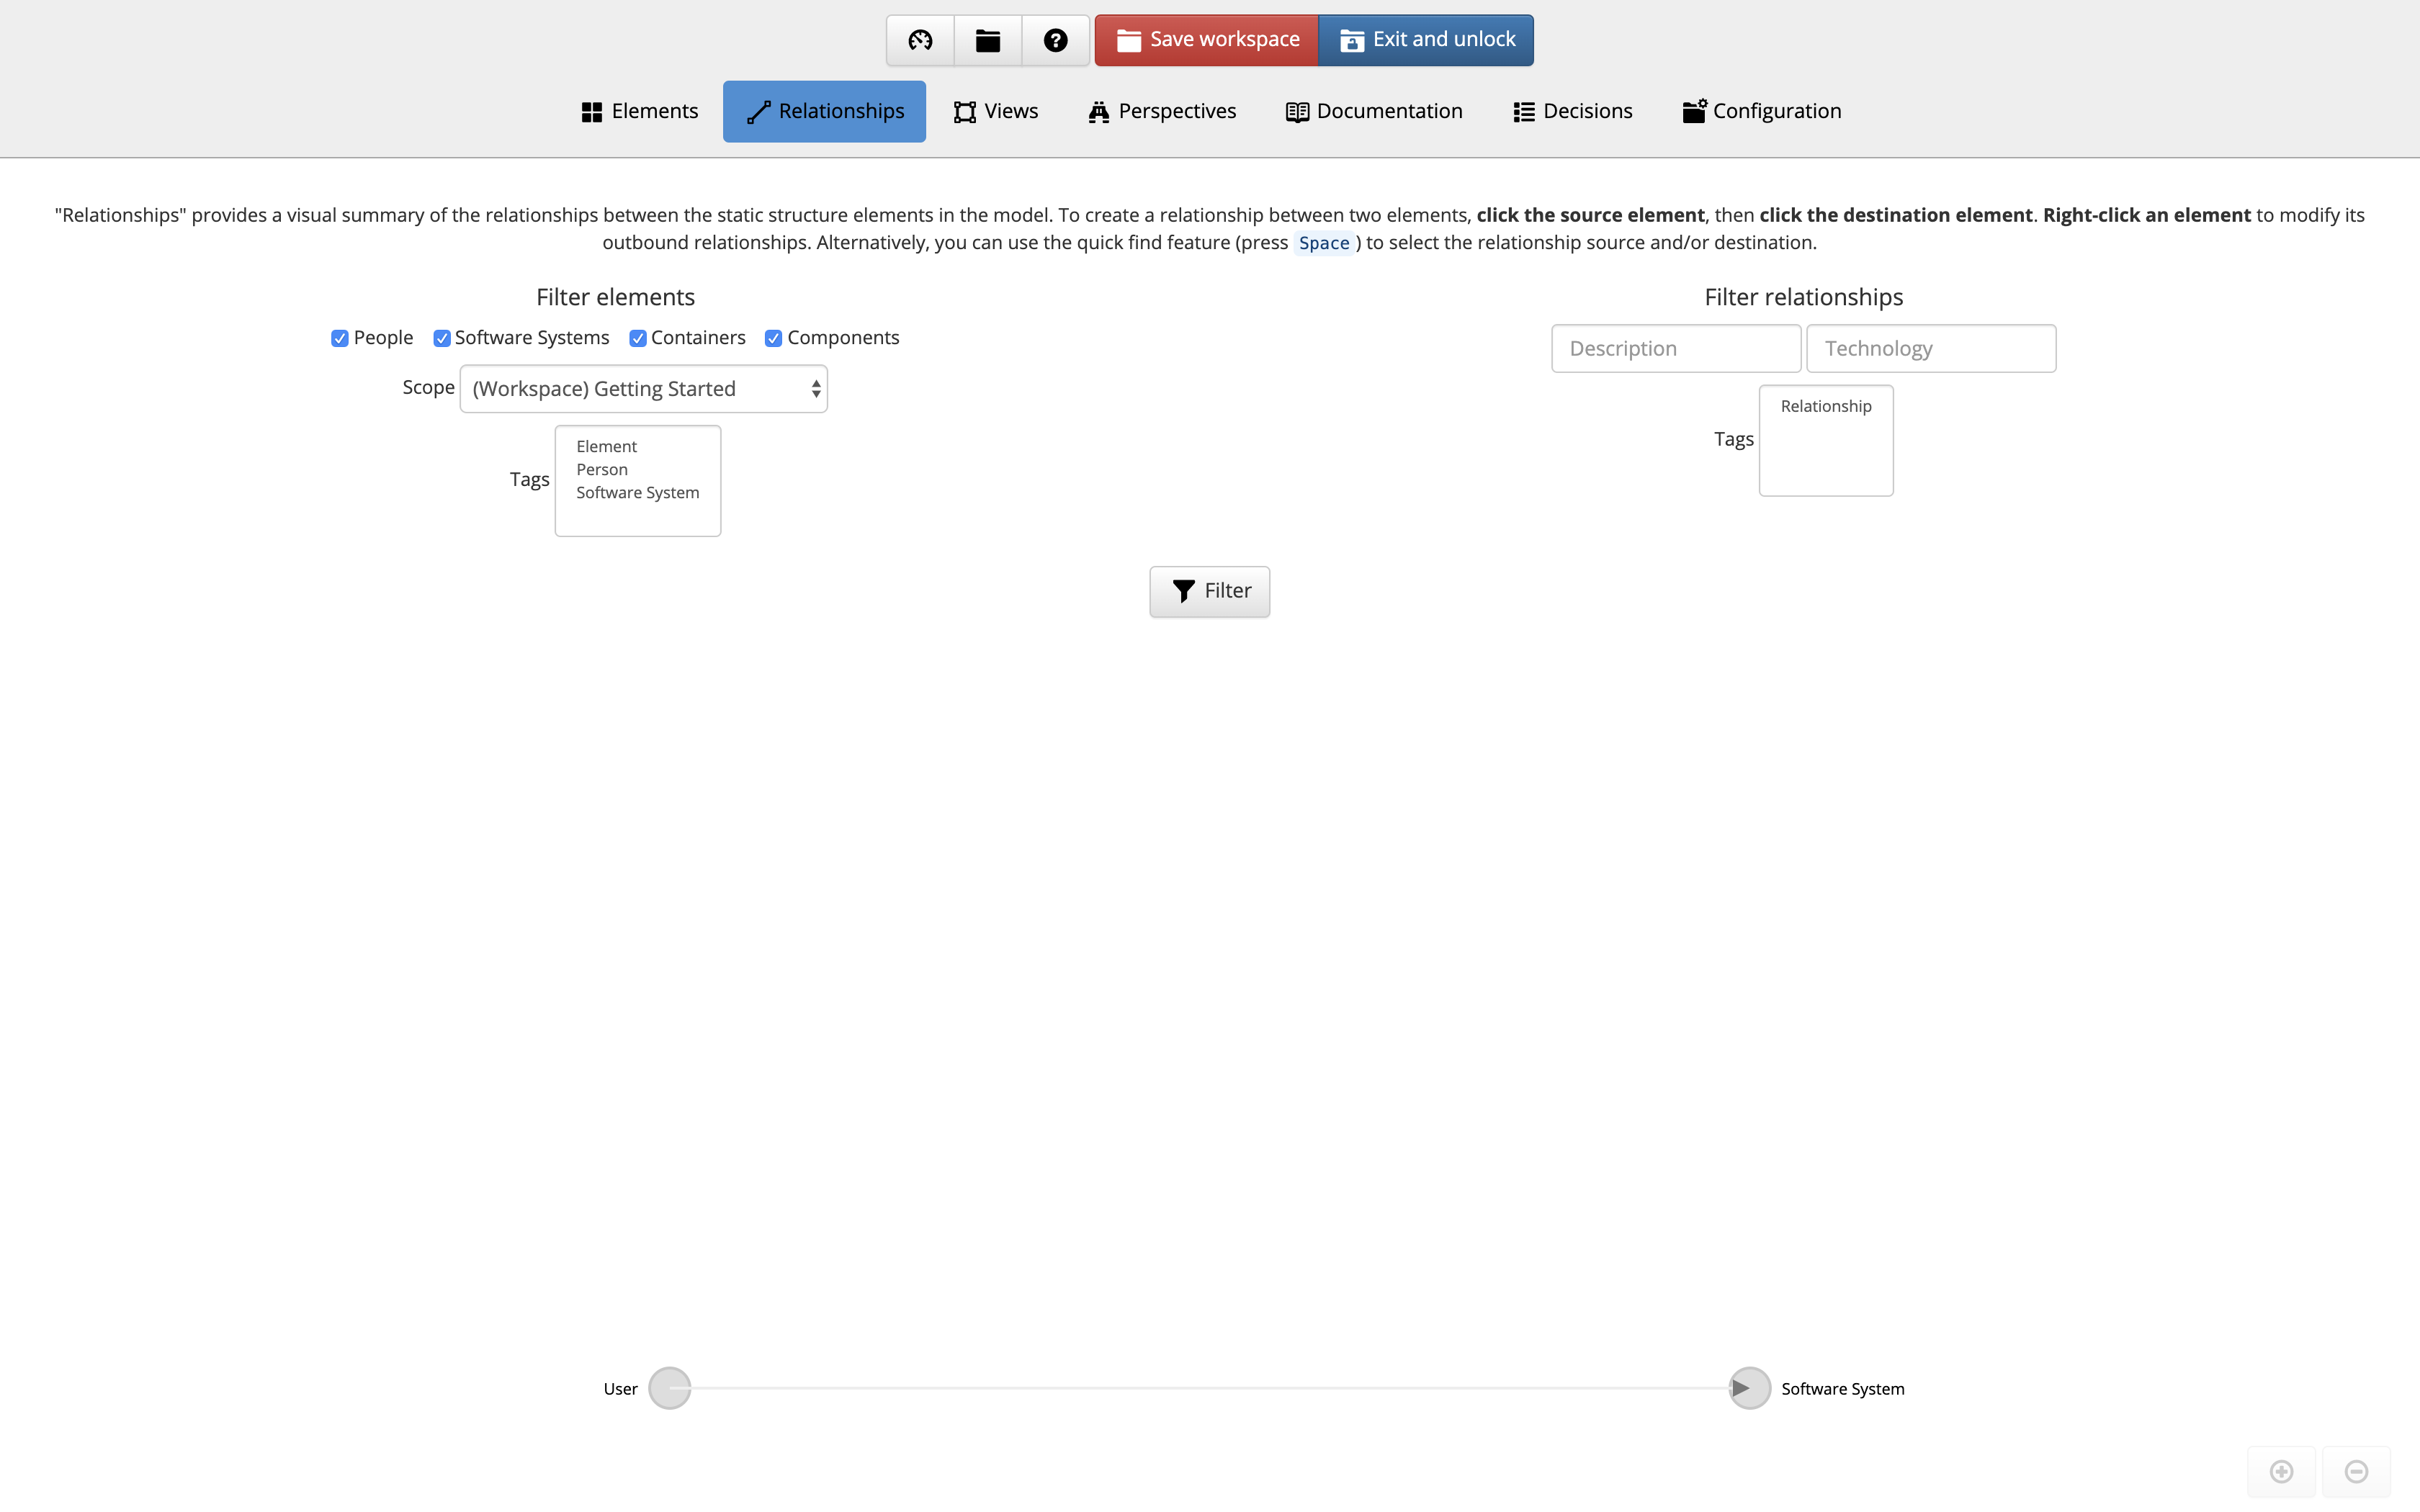 Save workspace Exit and unlock
Elements Relationships Views Perspectives Documentation Decisions Configuration
"Relationships" provides a visual summary of the relationships between the static structure elements in the model. To create a relationship between two elements, click the source element, then click the destination element. Right-click an element to modify its
outbound relationships. Alternatively, you can use the quick find feature (press Space ) to select the relationship source and/or destination.
Filter elements
People Software Systems Containers Components
Scope (Workspace) Getting Started
Tags
Element
Person
Software System
Filter relationships
Description Technology
Tags
Relationship
Filter
User
Software System